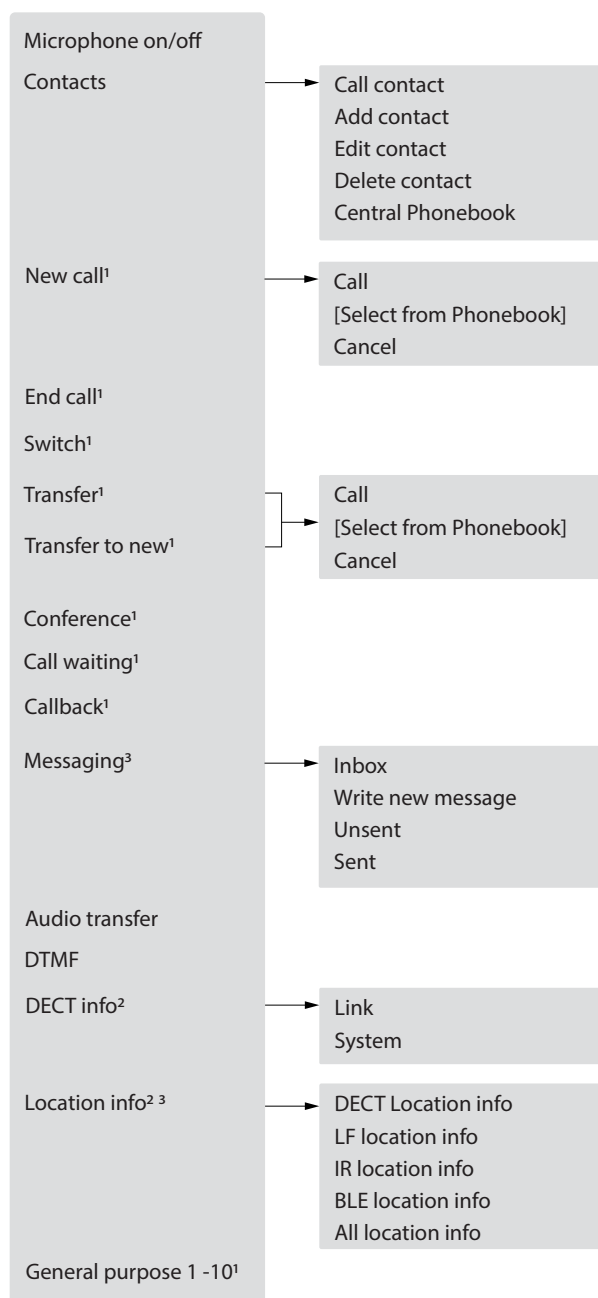 Microphone on/off
Contacts
Call contact
Add contact
Edit contact
Delete contact
Central Phonebook
New call¹
Call
[Select from Phonebook]
Cancel
End call¹
Switch¹
Transfer¹
Transfer to new¹
Call
[Select from Phonebook]
Cancel
Conference¹
Call waiting¹
Callback¹
Messaging³
Inbox
Write new message
Unsent
Sent
Audio transfer
DTMF
DECT info²
Link
System
Location info² ³
DECT Location info
LF location info
IR location info
BLE location info
All location info
General purpose 1 -10¹